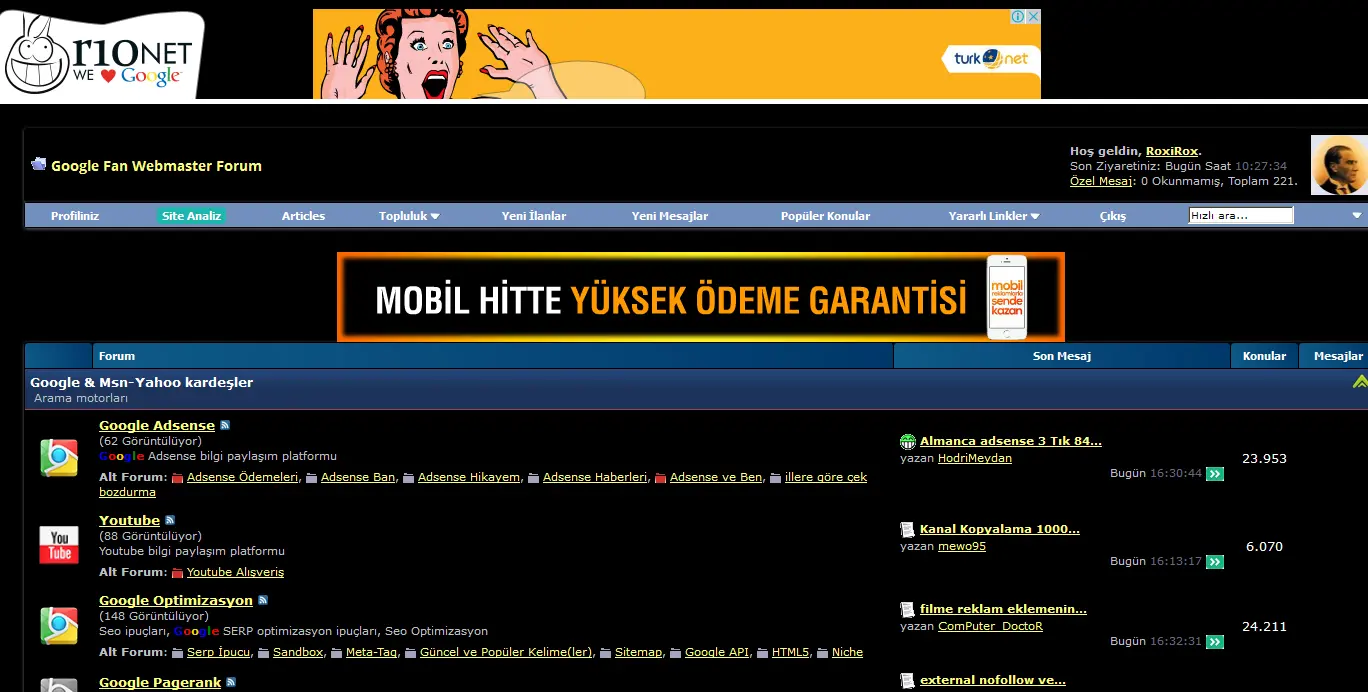 r10NET
WE Google
turk net
Google Fan Webmaster Forum
Hoş geldin, RoxiRox.
Son Ziyaretiniz: Bugün Saat 10:27:34
Özel Mesaj: 0 Okunmamış, Toplam 221.
Profiliniz Site Analiz Articles Topluluk Yeni İlanlar Yeni Mesajlar Popüler Konular Yararlı Linkler Çıkış Hızlı ara...
MOBİL HİTTE YÜKSEK ÖDEME GARANTİSİ
mobil
reklamlarla
sende
kazan
Forum Son Mesaj Konular Mesajlar
Google & Msn-Yahoo kardeşler
Arama motorları
Google Adsense
(62 Görüntülüyor)
Google Adsense bilgi paylaşım platformu
Alt Forum: Adsense Ödemeleri, Adsense Ban, Adsense Hikayem, Adsense Haberleri, Adsense ve Ben, illere göre çek
bozdurma
Almanca adsense 3 Tık 84...
yazan HodriMeydan
Bugün 16:30:44
23.953
You
Tube
Youtube
(88 Görüntülüyor)
Youtube bilgi paylaşım platformu
Alt Forum: Youtube Alışveriş
Kanal Kopyalama 1000...
yazan mewo95
Bugün 16:13:17
6.070
Google Optimizasyon
(148 Görüntülüyor)
Seo ipuçları, Google SERP optimizasyon ipuçları, Seo Optimizasyon
Alt Forum: Serp İpucu, Sandbox, Meta-Tag, Güncel ve Popüler Kelime(ler), Sitemap, Google API, HTML5, Niche
filme reklam eklemenin...
yazan ComPuter_DoctoR
Bugün 16:32:31
24.211
Google Pagerank
external nofollow ve...